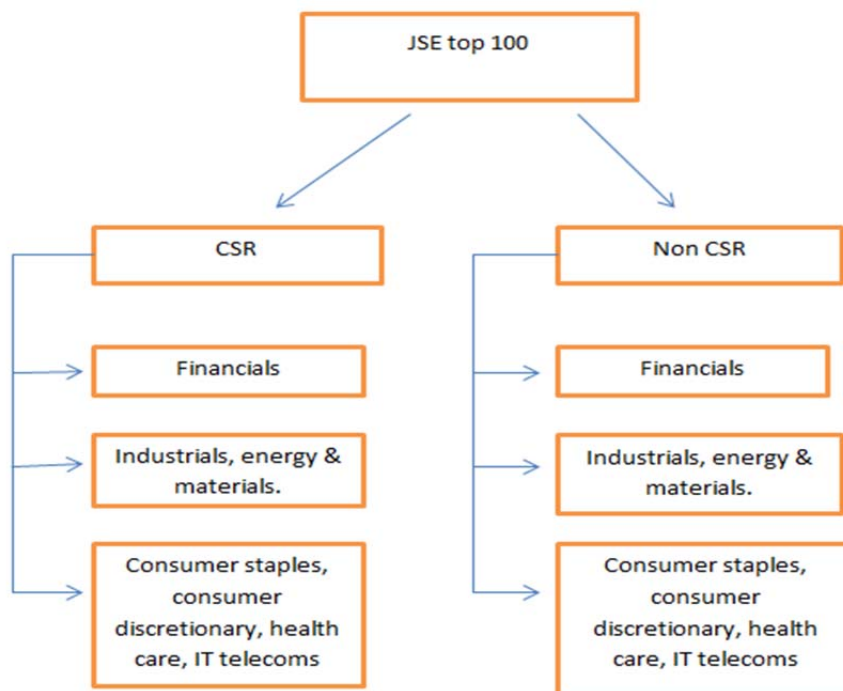 JSE top 100
CSR
Financials
Industrials, energy &
materials.
Consumer staples,
consumer
discretionary, health
care, IT telecoms
Non CSR
Financials
Industrials, energy &
materials.
Consumer staples,
consumer
discretionary, health
care, IT telecoms